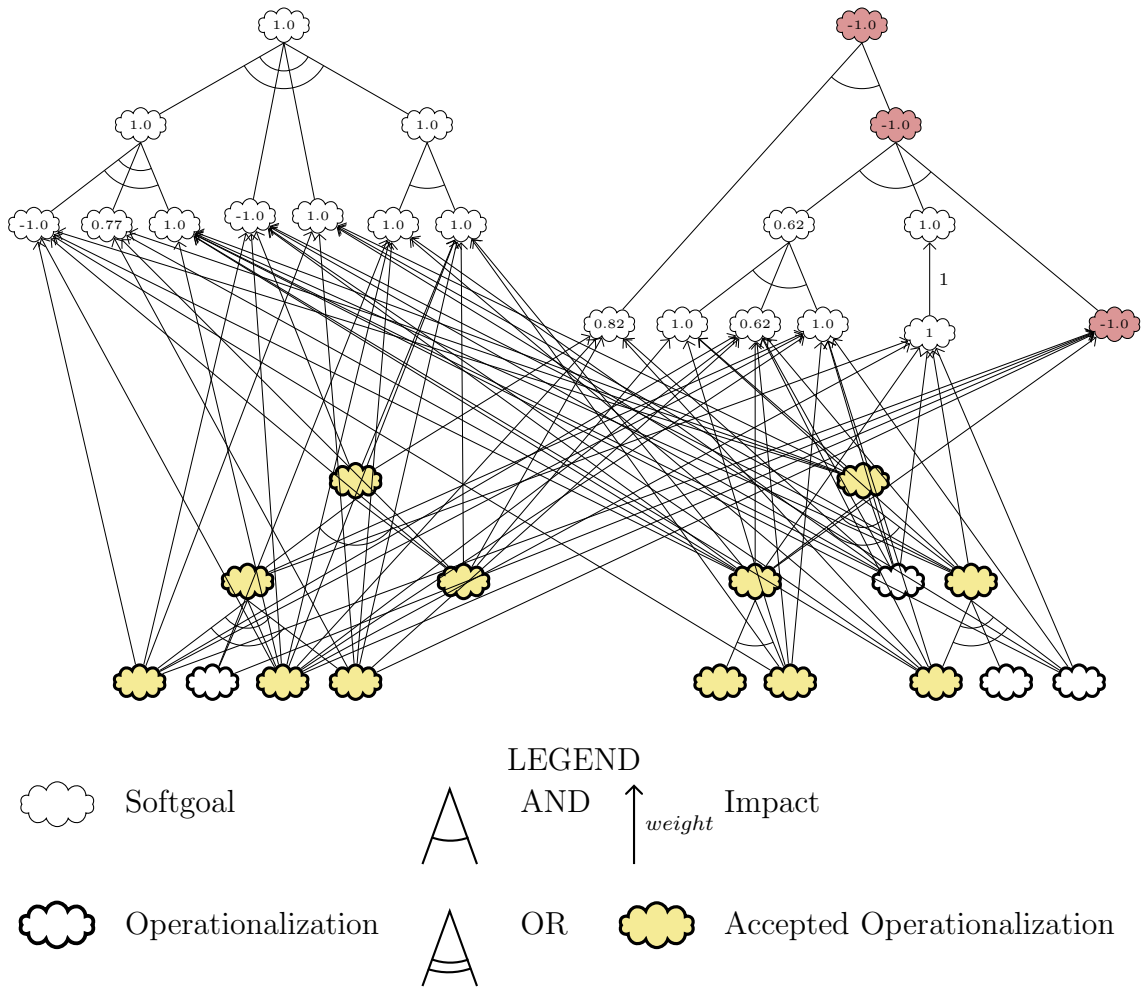 1.0 -1.0
1.0 1.0 -1.0
-1.0 0.77 1.0 -1.0 1.0 1.0 1.0 0.62 1.0
1
0.82 1.0 0.62 1.0 1 -1.0
LEGEND
Softgoal AND weight Impact
Operationalization OR Accepted Operationalization